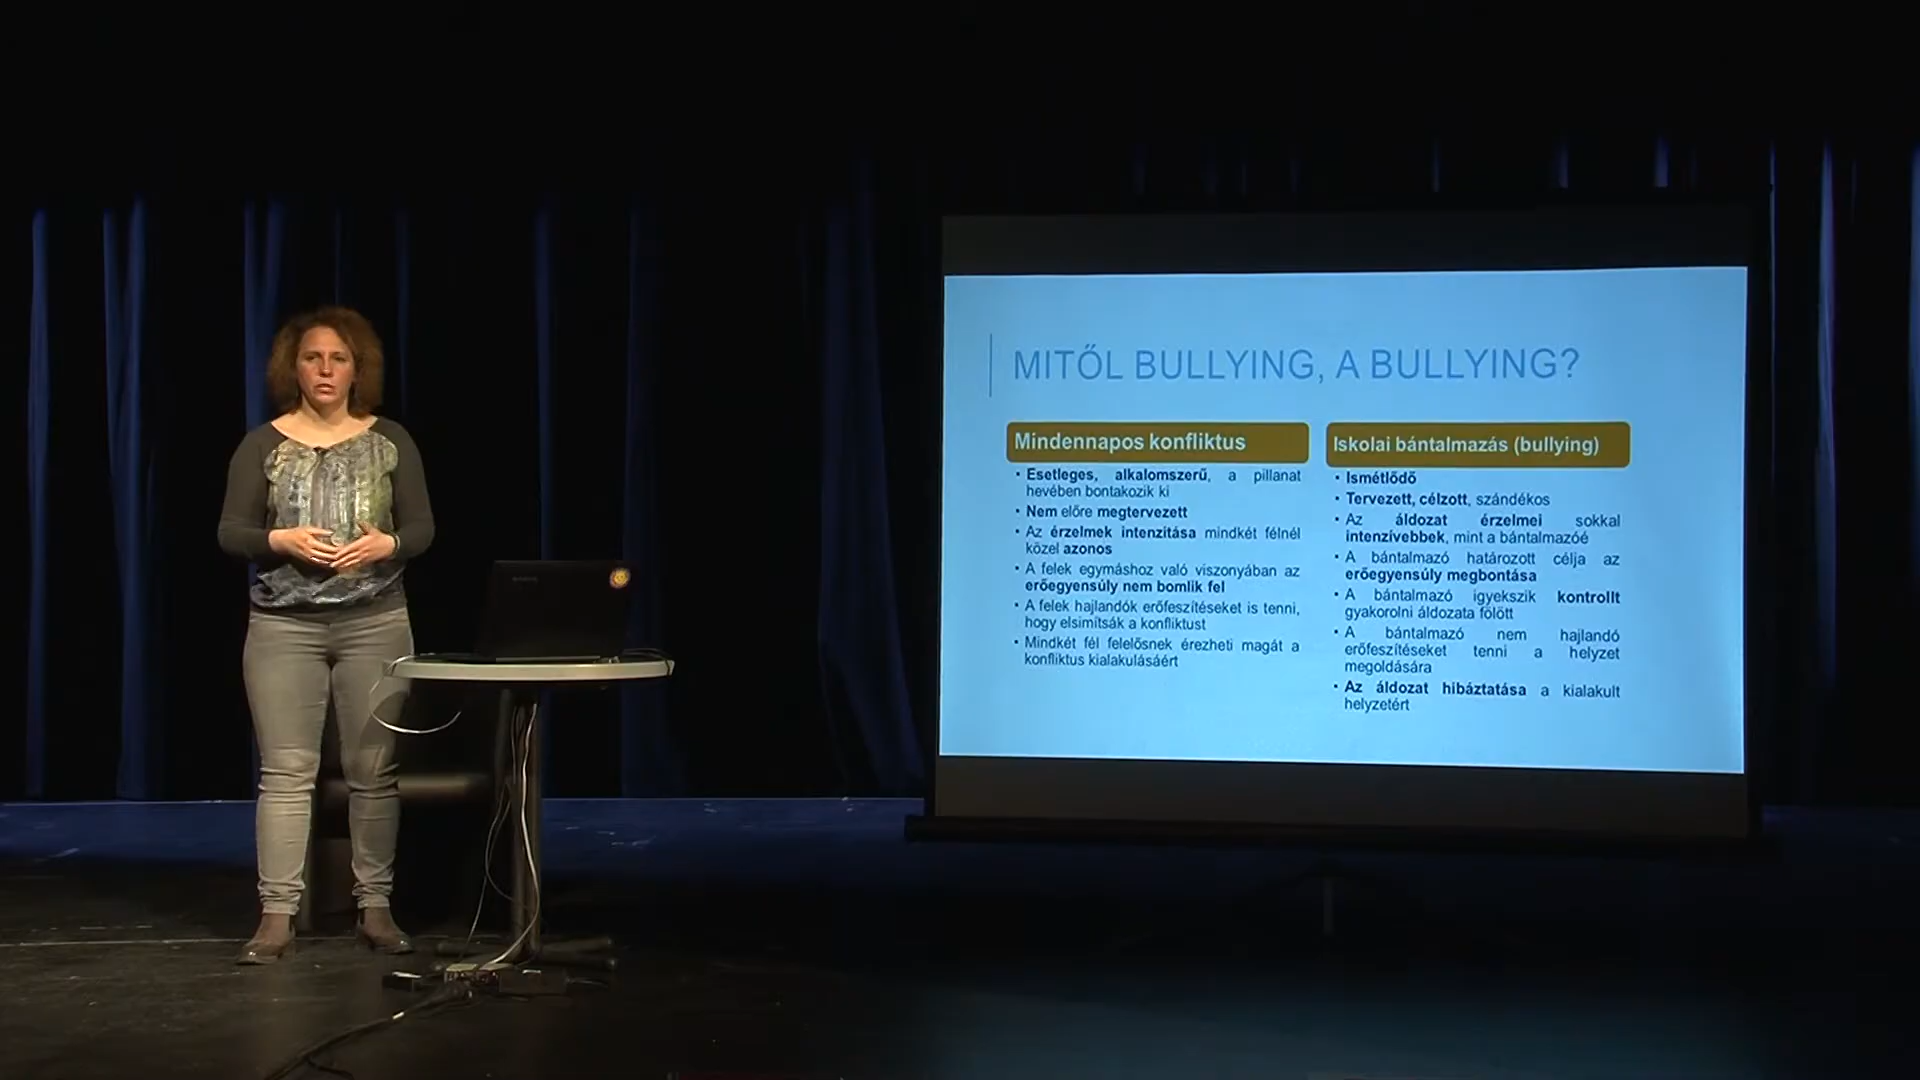 MITŐL BULLYING, A BULLYING?
Mindennapos konfliktus
• Esetleges, alkalomszerű, a pillanat
hevében bontakozik ki
• Nem előre megtervezett
• Az érzelmek intenzitása mindkét félnél
közel azonos
• A felek egymáshoz való viszonyában az
erőegyensúly nem bomlik fel
• A felek hajlandók erőfeszítéseket is tenni,
hogy elsimítsák a konfliktust
• Mindkét fél felelősnek érezheti magát a
konfliktus kialakulásáért
Iskolai bántalmazás (bullying)
• Ismétlődő
• Tervezett, célzott, szándékos
• Az áldozat érzelmei sokkal
intenzívebbek, mint a bántalmazóé
• A bántalmazó határozott célja az
erőegyensúly megbontása
• A bántalmazó igyekszik kontrollt
gyakorolni áldozata fölött
• A bántalmazó nem hajlandó
erőfeszítéseket tenni a helyzet
megoldására
• Az áldozat hibáztatása a kialakult
helyzetért